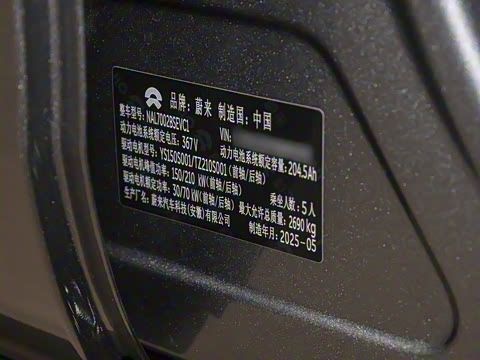 品牌：蔚来 制造国：中国
整车型号：NAL7002BSEVC1 VIN:
动力电池系统额定电压：367V 动力电池系统额定容量：204.5Ah
驱动电机型号：YS150S001/TZ210S001（前轴/后轴）
驱动电机峰值功率：150/210 kW(前轴/后轴) 乘坐人数：5人
驱动电机额定功率：30/70 kW(前轴/后轴) 最大允许总质量：2690kg
生产厂名：蔚来汽车科技(安徽)有限公司 制造年月：2025-05